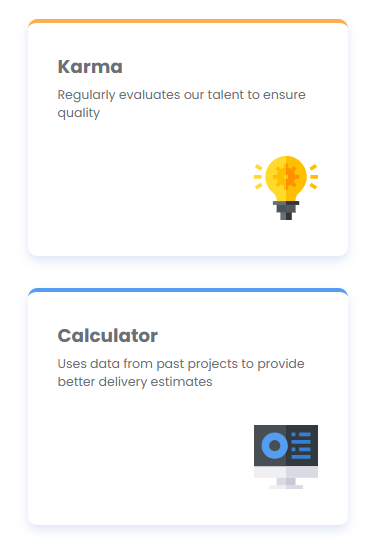 Karma
Regularly evaluates our talent to ensure
quality
Calculator
Uses data from past projects to provide
better delivery estimates